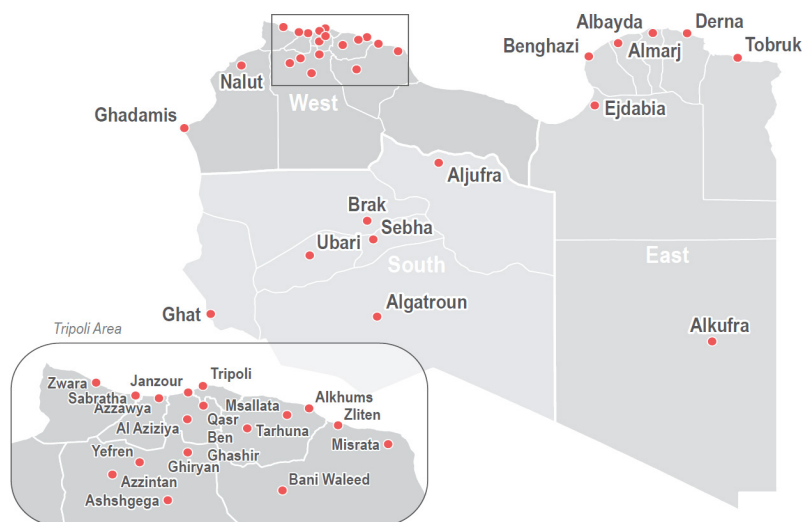 Albayda
Derna
Benghazi
Almarj
Tobruk
Nalut
West
Ejdabia
Ghadamis
Aljufra
Brak
Sebha
Ubari
South
East
Ghat
Algatroun
Alkufra
Tripoli Area
Tripoli
Janzour
Zwara
Sabratha
Azzawya
Alkhums
Msallata
Zliten
Al Aziziya
Qasr
Ben
Ghashir
Tarhuna
Misrata
Yefren
Ghiryan
Azzintan
Bani Waleed
Ashshgega